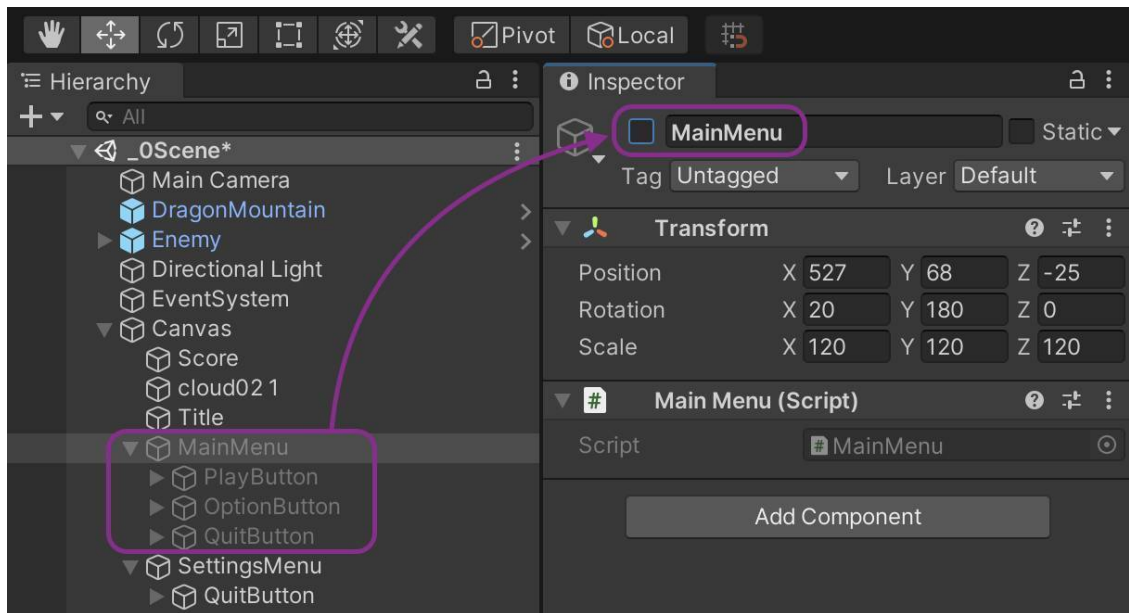 Pivot Local
Hierarchy
All
_0Scene*
Main Camera
DragonMountain
Enemy
Directional Light
EventSystem
Canvas
Score
cloud02 1
Title
MainMenu
PlayButton
OptionButton
QuitButton
SettingsMenu
QuitButton
Inspector
MainMenu Static
Tag Untagged Layer Default
Transform
Position X 527 Y 68 Z -25
Rotation X 20 Y 180 Z 0
Scale X 120 Y 120 Z 120
# Main Menu (Script)
Script # MainMenu
Add Component